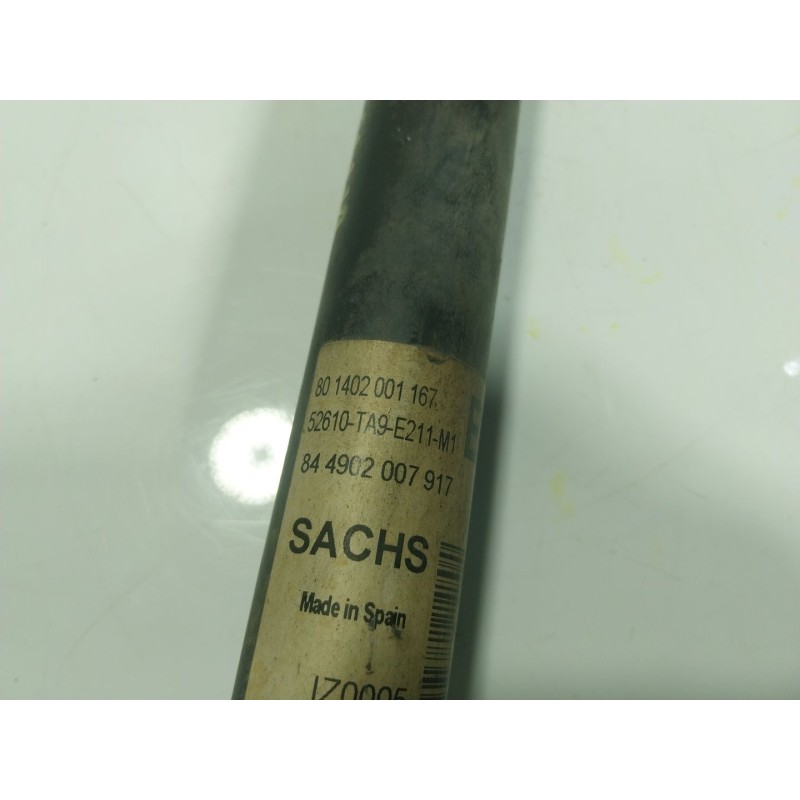 80 1402 001 167
52610-TA9-E211-M1
84 4902 007 917
SACHS
Made in Spain